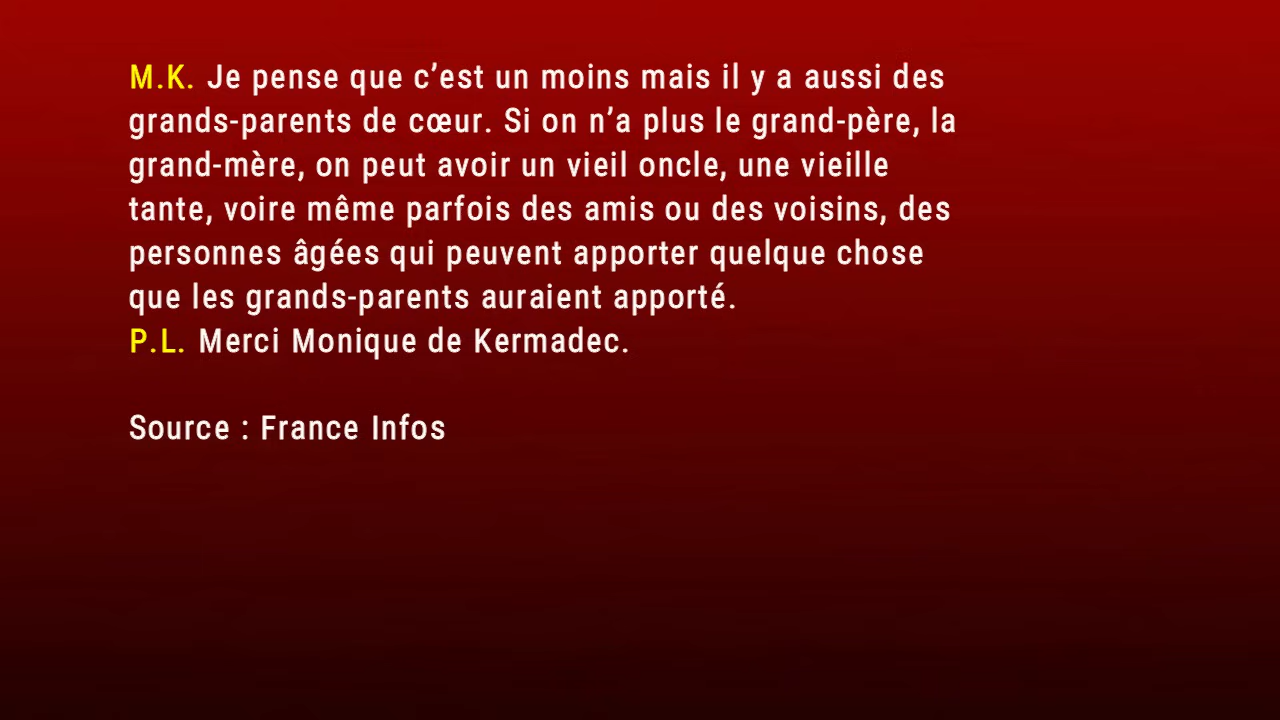 M.K. Je pense que c’est un moins mais il y a aussi des
grands-parents de cœur. Si on n’a plus le grand-père, la
grand-mère, on peut avoir un vieil oncle, une vieille
tante, voire même parfois des amis ou des voisins, des
personnes âgées qui peuvent apporter quelque chose
que les grands-parents auraient apporté.
P.L. Merci Monique de Kermadec.
Source : France Infos